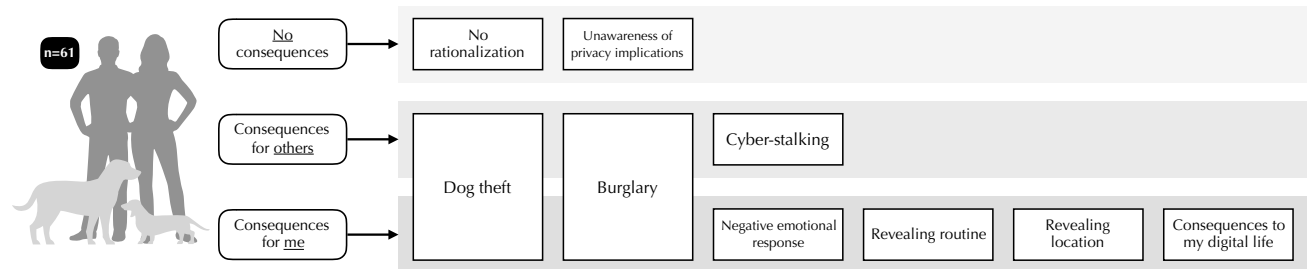 n=61
No
consequences
No
rationalization
Unawareness of
privacy implications
Consequences
for others
Dog theft
Burglary
Cyber-stalking
Consequences
for me
Negative emotional
response
Revealing routine
Revealing
location
Consequences to
my digital life